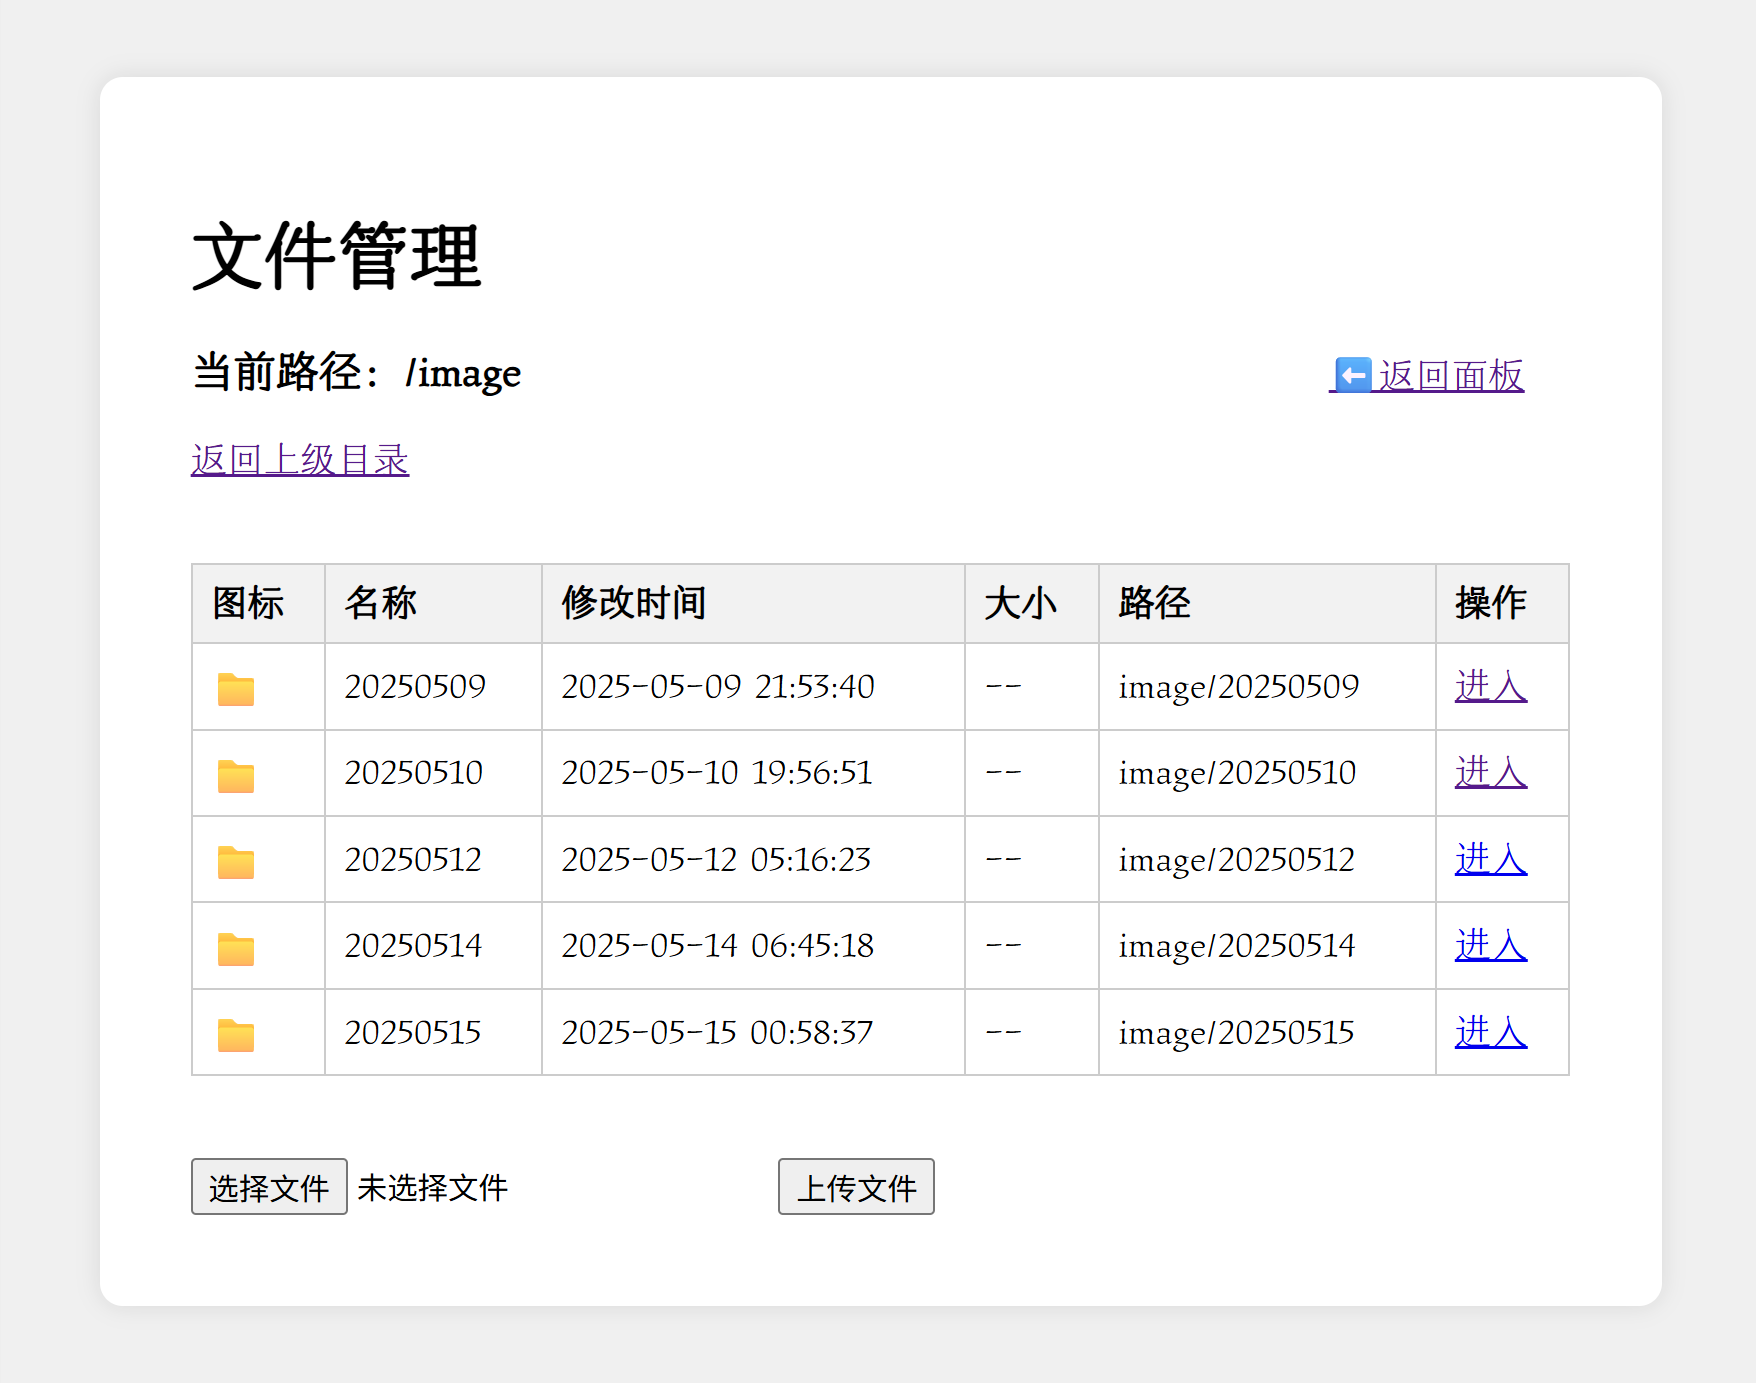 文件管理
当前路径：/image
⬅️ 返回面板
返回上级目录
图标 名称 修改时间 大小 路径 操作
20250509 2025-05-09 21:53:40 -- image/20250509 进入
20250510 2025-05-10 19:56:51 -- image/20250510 进入
20250512 2025-05-12 05:16:23 -- image/20250512 进入
20250514 2025-05-14 06:45:18 -- image/20250514 进入
20250515 2025-05-15 00:58:37 -- image/20250515 进入
选择文件 未选择文件 上传文件